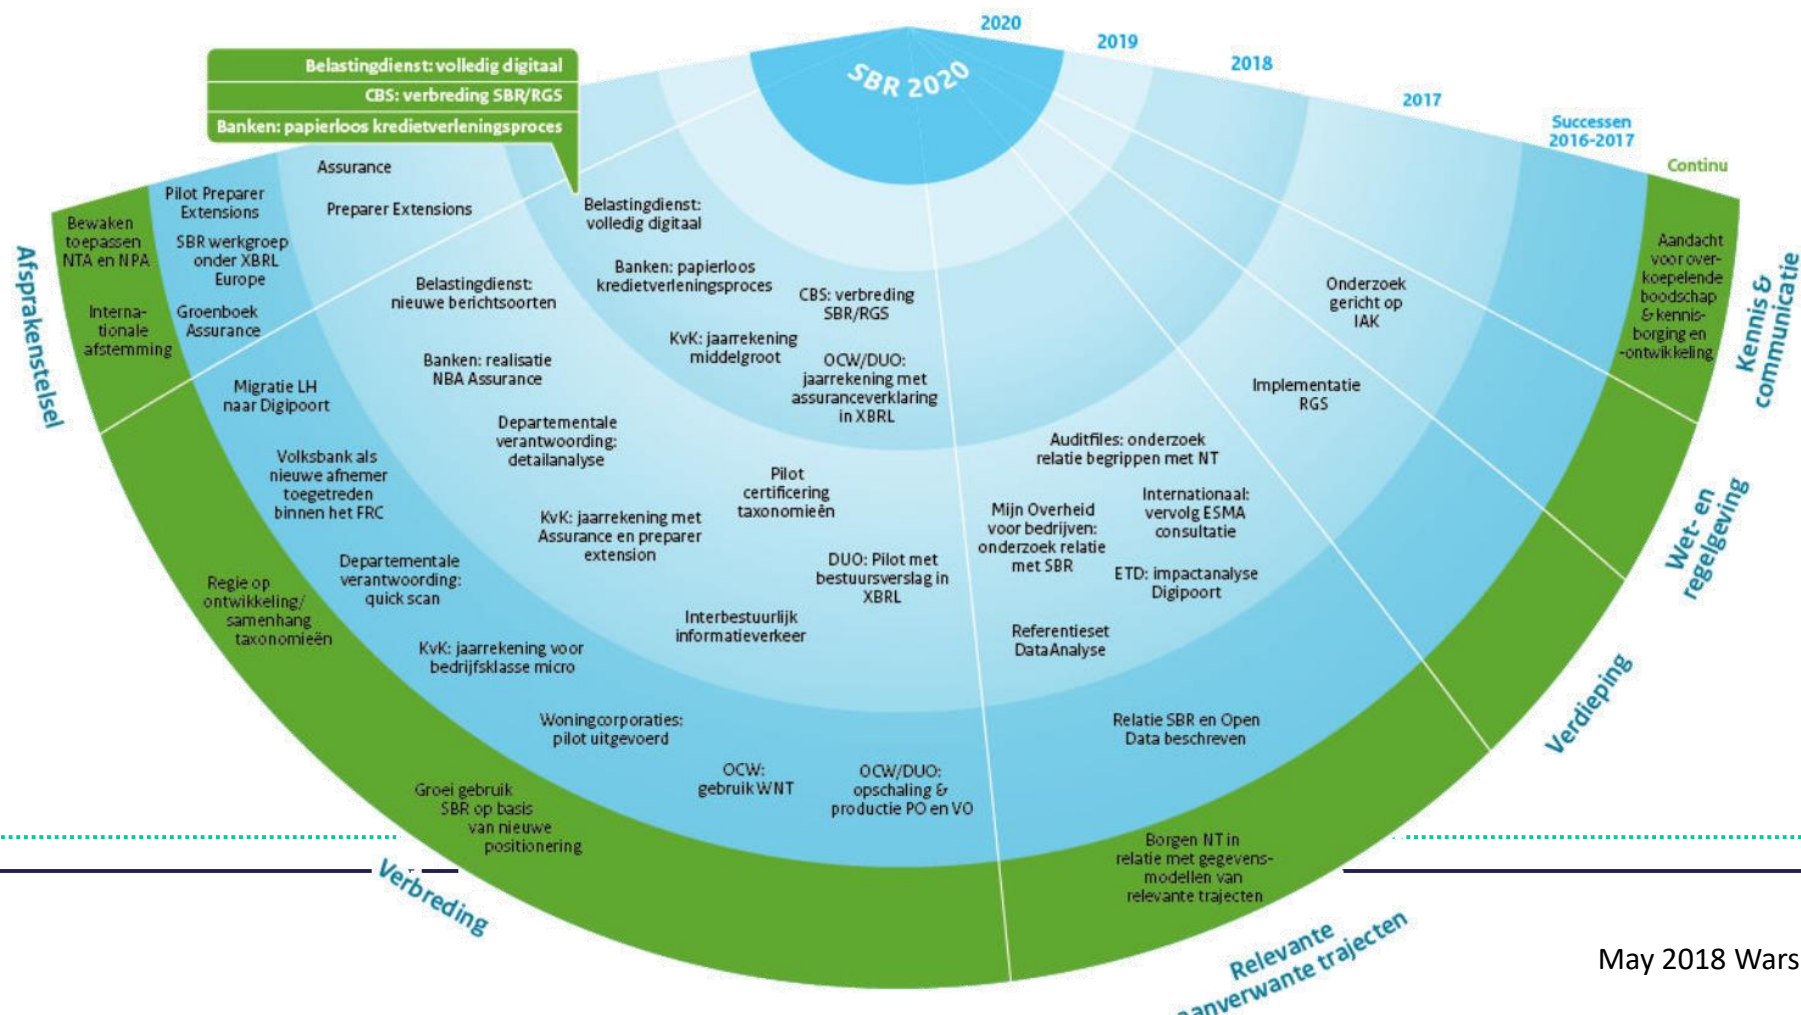 2020
2019
2018
2017
Successen
2016-2017
Continu
SBR 2020
Belastingdienst: volledig digitaal
CBS: verbreding SBR/RGS
Banken: papierloos kredietverleningsproces
Afsprakenstelsel
Bewaken
toepassen
NTA en NPA
Interna-
tionale
afstemming
Pilot Preparer
Extensions
SBR werkgroep
onder XBRL
Europe
Groenboek
Assurance
Assurance
Preparer Extensions
Belastingdienst:
volledig digitaal
Banken: papierloos
kredietverleningsproces
CBS: verbreding
SBR/RGS
KvK: jaarrekening
middelgroot
OCW/DUO:
jaarrekening met
assuranceverklaring
in XBRL
Belastingdienst:
nieuwe berichtsoorten
Banken: realisatie
NBA Assurance
Departementale
verantwoording:
detailanalyse
Pilot
certificering
taxonomieën
KvK: jaarrekening met
Assurance en preparer
extension
DUO: Pilot met
bestuursverslag in
XBRL
Interbestuurlijk
informatieverkeer
Migratie LH
naar Digipoort
Volksbank als
nieuwe afnemer
toegetreden
binnen het FRC
Departementale
verantwoording:
quick scan
KvK: jaarrekening voor
bedrijfsklasse micro
Woningcorporaties:
pilot uitgevoerd
OCW:
gebruik WNT
OCW/DUO:
opschaling &
productie PO en VO
Regie op
ontwikkeling/
samenhang
taxonomieën
Groei gebruik
SBR op basis
van nieuwe
positionering
Verbreding
Auditfiles: onderzoek
relatie begrippen met NT
Mijn Overheid
voor bedrijven:
onderzoek relatie
met SBR
Internationaal:
vervolg ESMA
consultatie
ETD: impactanalyse
Digipoort
Referentieset
DataAnalyse
Relatie SBR en Open
Data beschreven
Borgen NT in
relatie met gegevens-
modellen van
relevante trajecten
Relevante
aanverwante trajecten
Implementatie
RGS
Verdieping
Wet- en
regelgeving
Onderzoek
gericht op
IAK
Aandacht
voor over-
koepelende
boodschap
& kennis-
borging en
-ontwikkeling
Kennis &
communicatie
May 2018 Wars